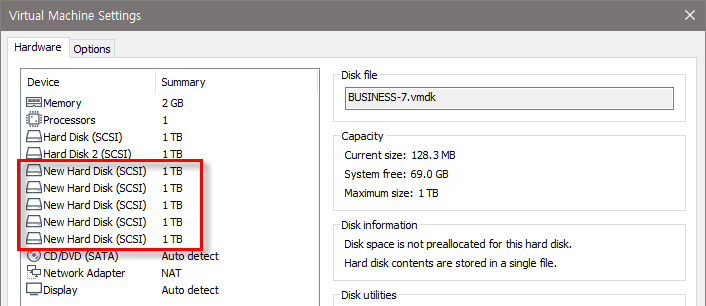 Virtual Machine Settings
Hardware Options
Device Summary
Memory 2 GB
Processors 1
Hard Disk (SCSI) 1 TB
Hard Disk 2 (SCSI) 1 TB
New Hard Disk (SCSI) 1 TB
New Hard Disk (SCSI) 1 TB
New Hard Disk (SCSI) 1 TB
New Hard Disk (SCSI) 1 TB
New Hard Disk (SCSI) 1 TB
CD/DVD (SATA) Auto detect
Network Adapter NAT
Display Auto detect
Disk file
BUSINESS-7.vmdk
Capacity
Current size: 128.3 MB
System free: 69.0 GB
Maximum size: 1 TB
Disk information
Disk space is not preallocated for this hard disk.
Hard disk contents are stored in a single file.
Disk utilities